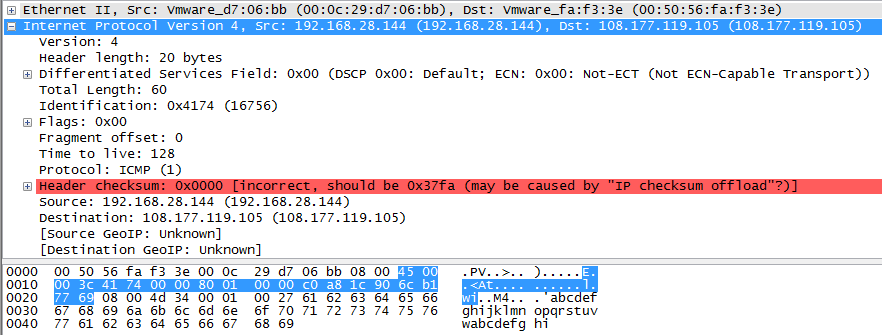 Ethernet II, Src: Vmware_d7:06:bb (00:0c:29:d7:06:bb), Dst: Vmware_fa:f3:3e (00:50:56:fa:f3:3e)
Internet Protocol Version 4, Src: 192.168.28.144 (192.168.28.144), Dst: 108.177.119.105 (108.177.119.105)
Version: 4
Header length: 20 bytes
Differentiated Services Field: 0x00 (DSCP 0x00: Default; ECN: 0x00: Not-ECT (Not ECN-Capable Transport))
Total Length: 60
Identification: 0x4174 (16756)
Flags: 0x00
Fragment offset: 0
Time to live: 128
Protocol: ICMP (1)
Header checksum: 0x0000 [incorrect, should be 0x37fa (may be caused by "IP checksum offload"?)]
Source: 192.168.28.144 (192.168.28.144)
Destination: 108.177.119.105 (108.177.119.105)
[Source GeoIP: Unknown]
[Destination GeoIP: Unknown]
0000 00 50 56 fa f3 3e 00 0c 29 d7 06 bb 08 00 45 00 .PV..>.. ).....E.
0010 00 3c 41 74 00 00 80 01 00 00 c0 a8 1c 90 6c b1 .<At.... ......l.
0020 77 69 08 00 4d 34 00 01 00 27 61 62 63 64 65 66 wi..M4.. .'abcdef
0030 67 68 69 6a 6b 6c 6d 6e 6f 70 71 72 73 74 75 76 ghijklmn opqrstuv
0040 77 61 62 63 64 65 66 67 68 69 wabcdefg hi